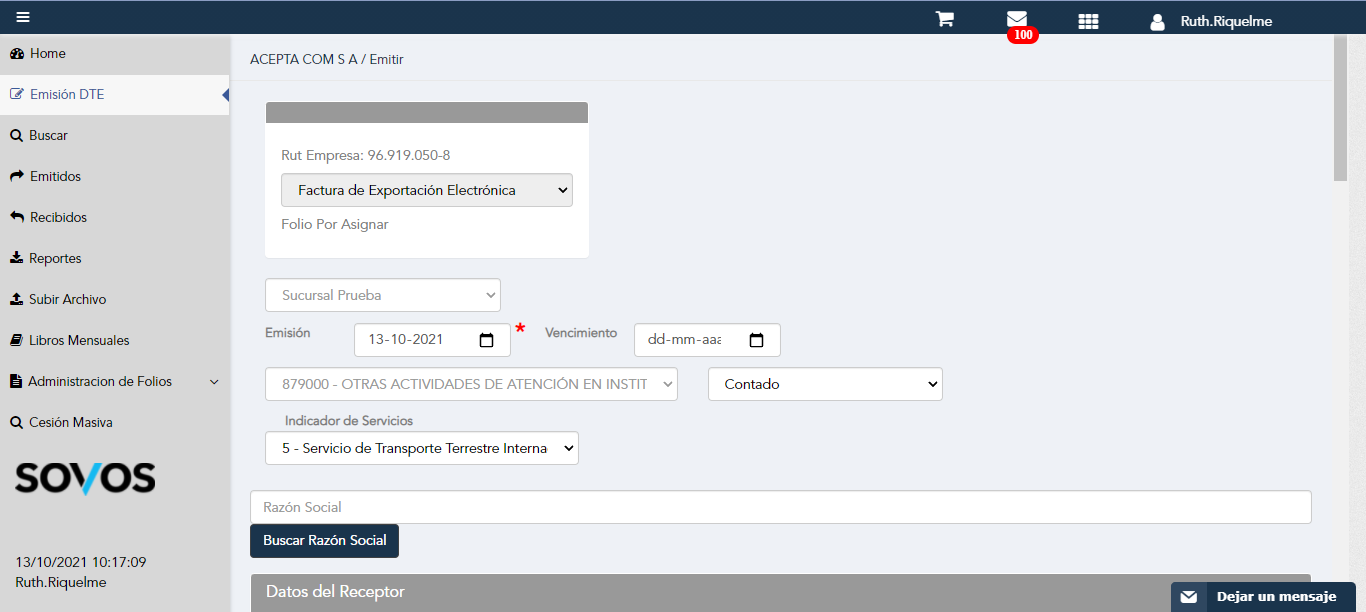 Ruth.Riquelme
100
Home
Emisión DTE
Buscar
Emitidos
Recibidos
Reportes
Subir Archivo
Libros Mensuales
Administracion de Folios
Cesión Masiva
SOVOS
13/10/2021 10:17:09
Ruth.Riquelme
ACEPTA COM S A / Emitir
Rut Empresa: 96.919.050-8
Factura de Exportación Electrónica
Folio Por Asignar
Sucursal Prueba
Emisión 13-10-2021 * Vencimiento dd-mm-aaa
879000 - OTRAS ACTIVIDADES DE ATENCIÓN EN INSTIT Contado
Indicador de Servicios
5 - Servicio de Transporte Terrestre Interna
Razón Social
Buscar Razón Social
Datos del Receptor
Dejar un mensaje